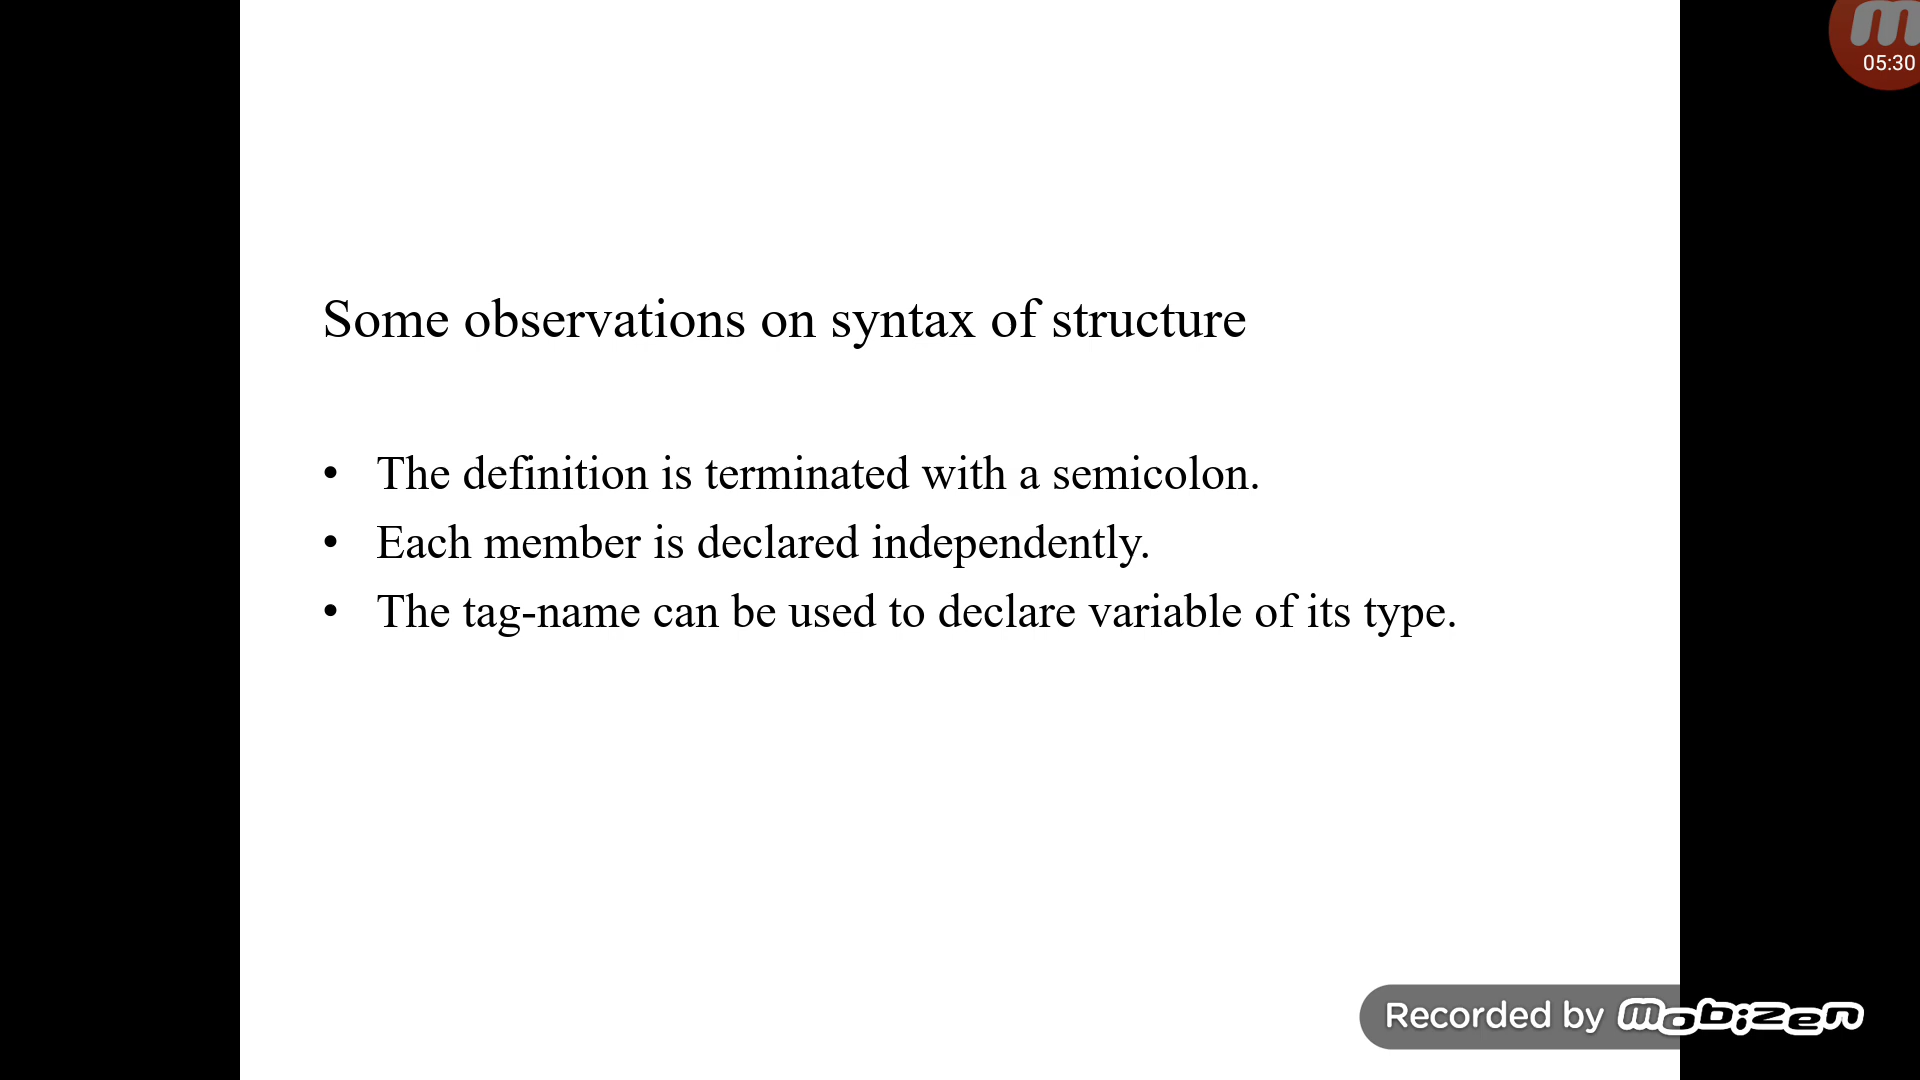 m
05:30
Some observations on syntax of structure
• The definition is terminated with a semicolon.
• Each member is declared independently.
• The tag-name can be used to declare variable of its type.
Recorded by mobizen